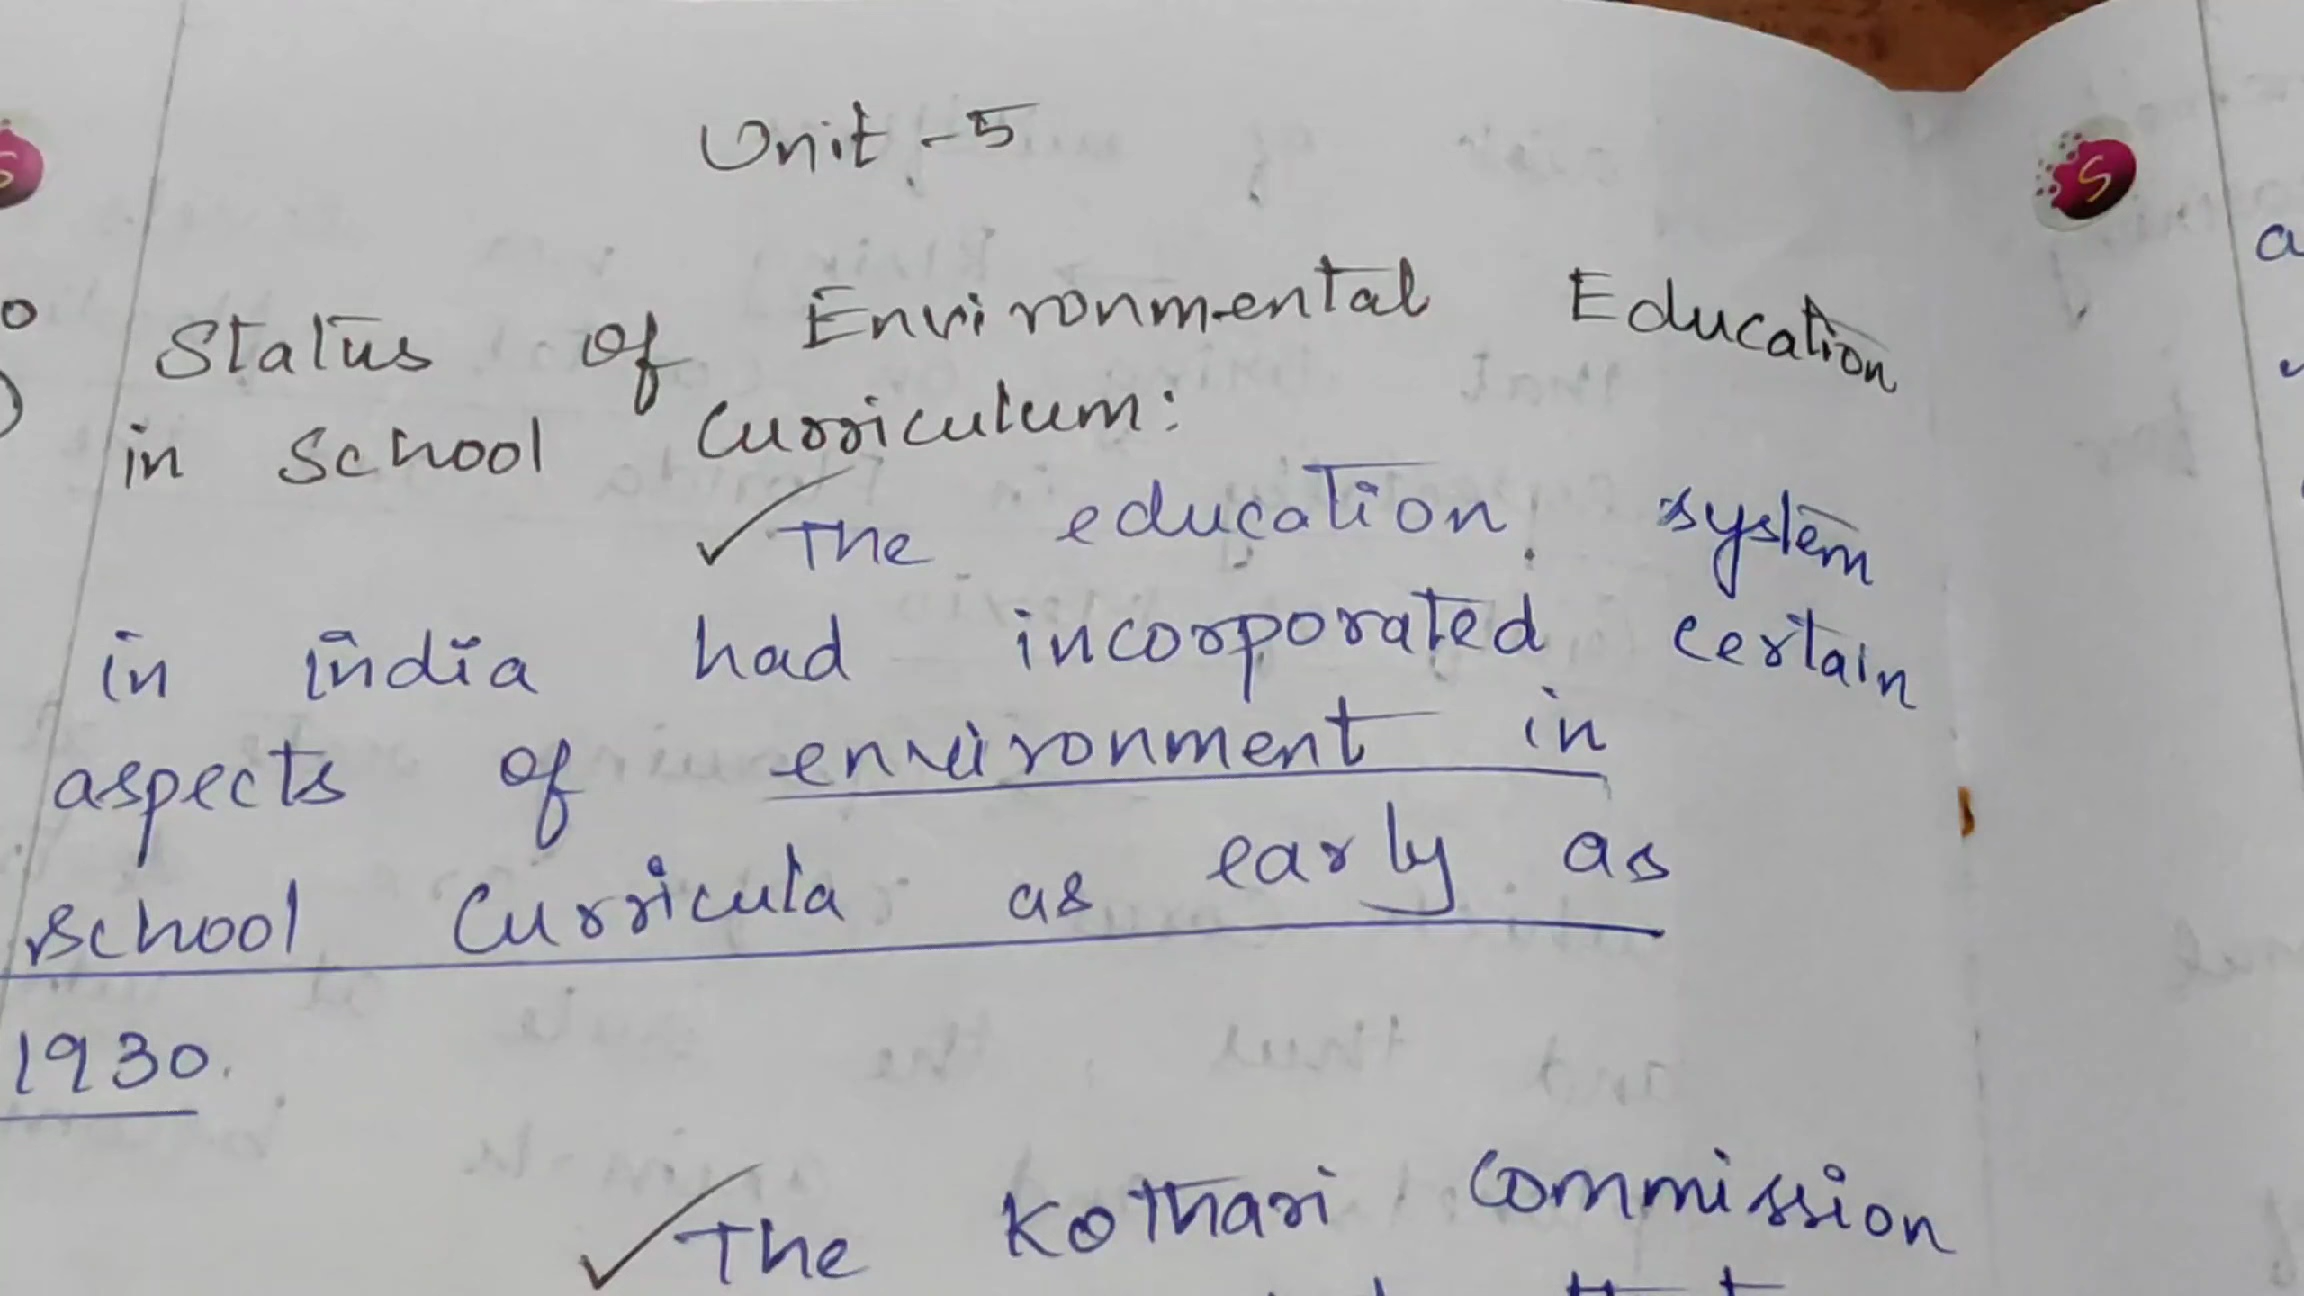 Unit - 5
Status of Environmental Education
in school Curriculum:
✓ The education system
in india had incorporated certain
aspects of environment in
school Curricula as early as
1930.
✓ The Kothari Commission